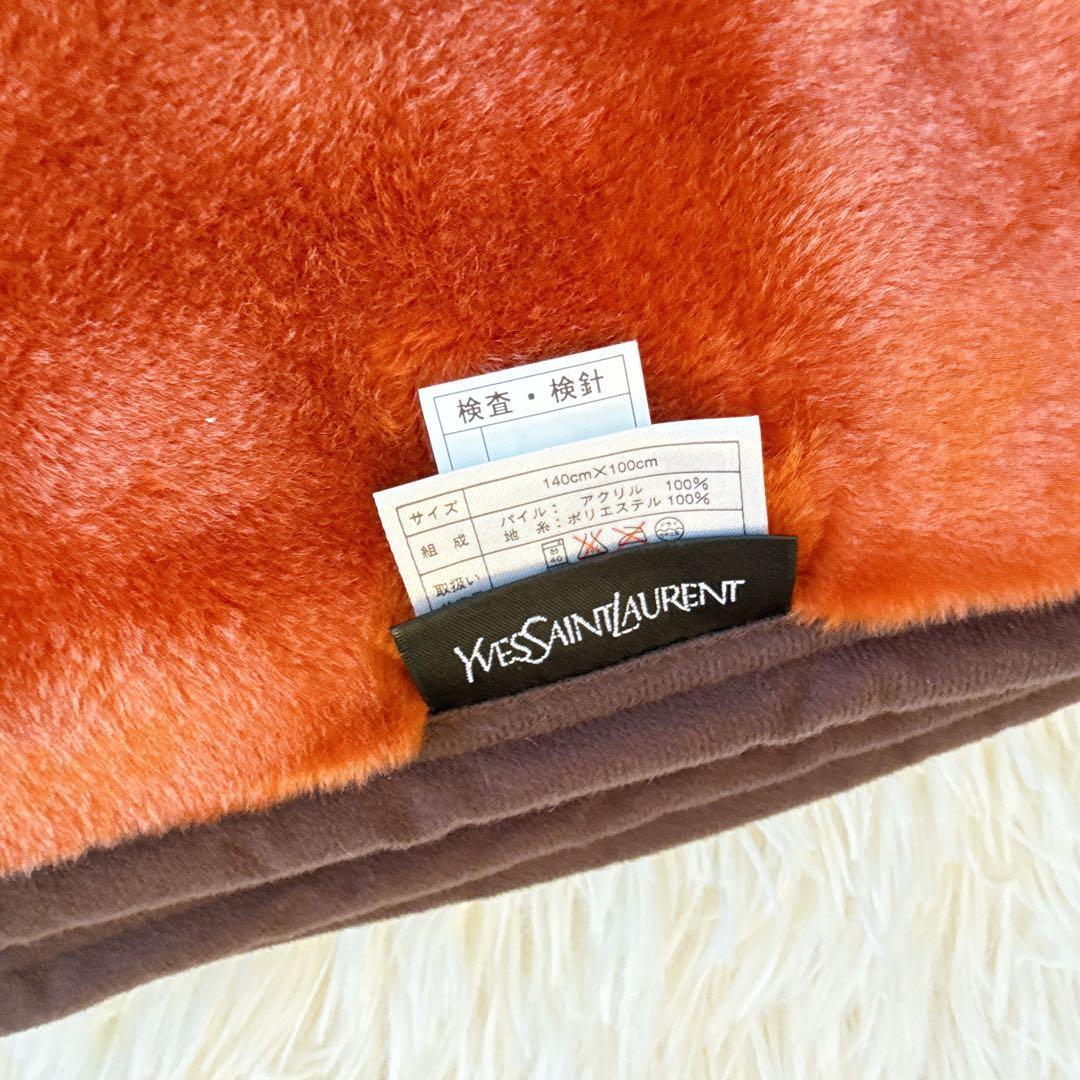 検査・検針
サイズ 140cm×100cm
組成 パイル： アクリル 100%
地糸：ポリエステル 100%
取扱い
40
YVESSAINTLAURENT